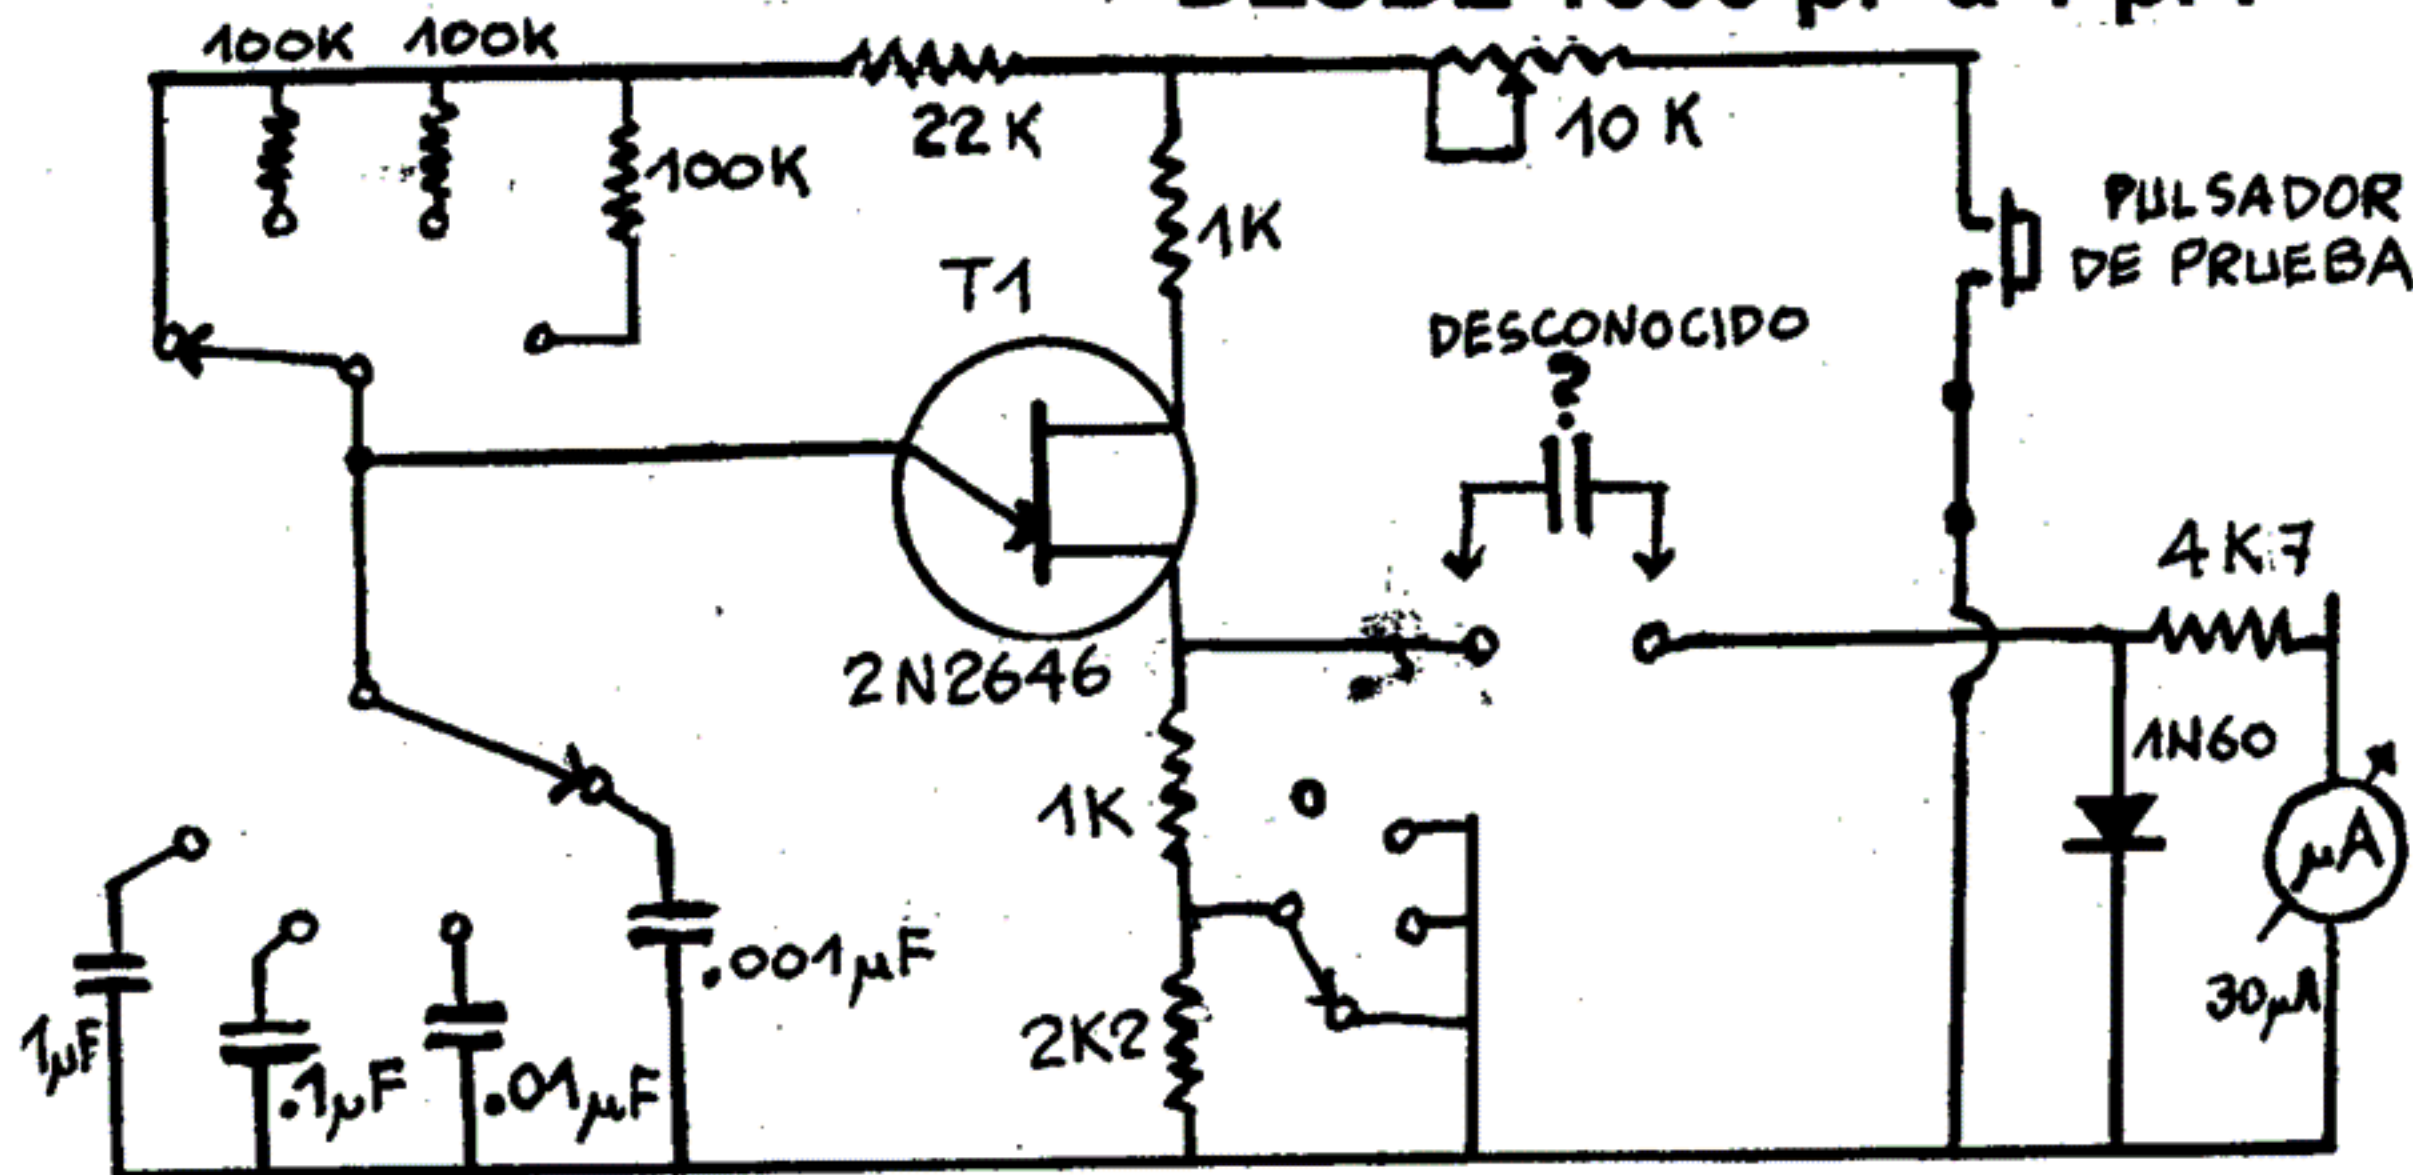 100K 100K
22K
10 K
100K
1K
PULSADOR
DE PRUEBA
T1
DESCONOCIDO
?
4K7
2N2646
1N60
1K
µA
.001µF
30µA
1µF
.1µF
.01µF
2K2